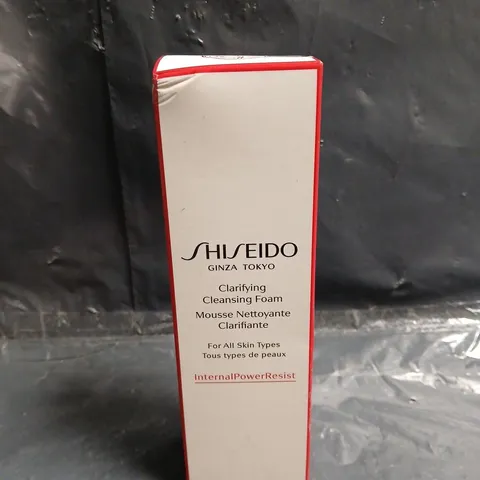 SHISEIDO
GINZA TOKYO
Clarifying
Cleansing Foam
Mousse Nettoyante
Clarifiante
For All Skin Types
Tous types de peaux
InternalPowerResist